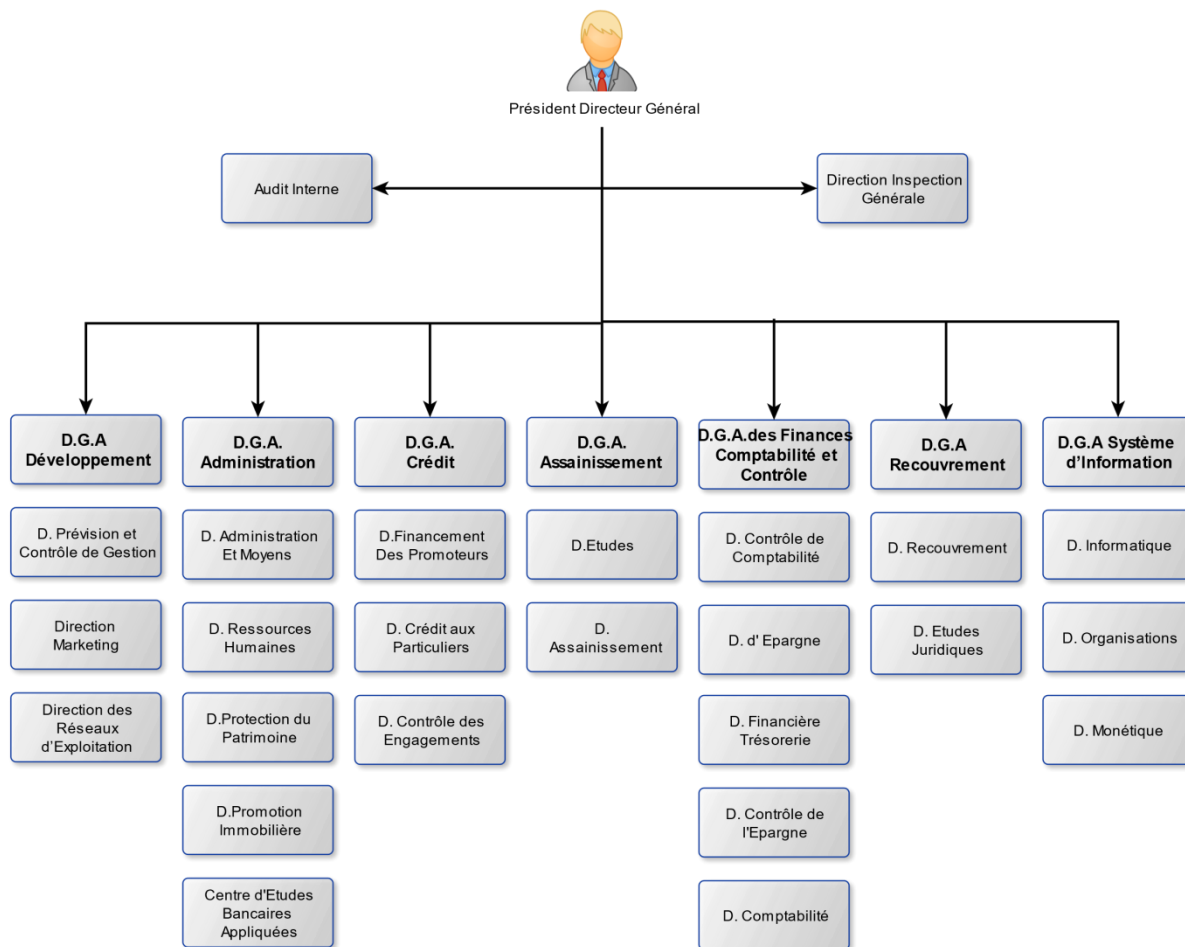 Président Directeur Général
Audit Interne
Direction Inspection
Générale
D.G.A
Développement
D. Prévision et
Contrôle de Gestion
Direction
Marketing
Direction des
Réseaux
d'Exploitation
D.G.A.
Administration
D. Administration
Et Moyens
D. Ressources
Humaines
D.Protection du
Patrimoine
D.Promotion
Immobilière
Centre d'Etudes
Bancaires
Appliquées
D.G.A.
Crédit
D.Financement
Des Promoteurs
D. Crédit aux
Particuliers
D. Contrôle des
Engagements
D.G.A.
Assainissement
D.Etudes
D.
Assainissement
D.G.A.des Finances
Comptabilité et
Contrôle
D. Contrôle de
Comptabilité
D. d' Epargne
D. Financière
Trésorerie
D. Contrôle de
l'Epargne
D. Comptabilité
D.G.A
Recouvrement
D. Recouvrement
D. Etudes
Juridiques
D.G.A Système
d'Information
D. Informatique
D. Organisations
D. Monétique